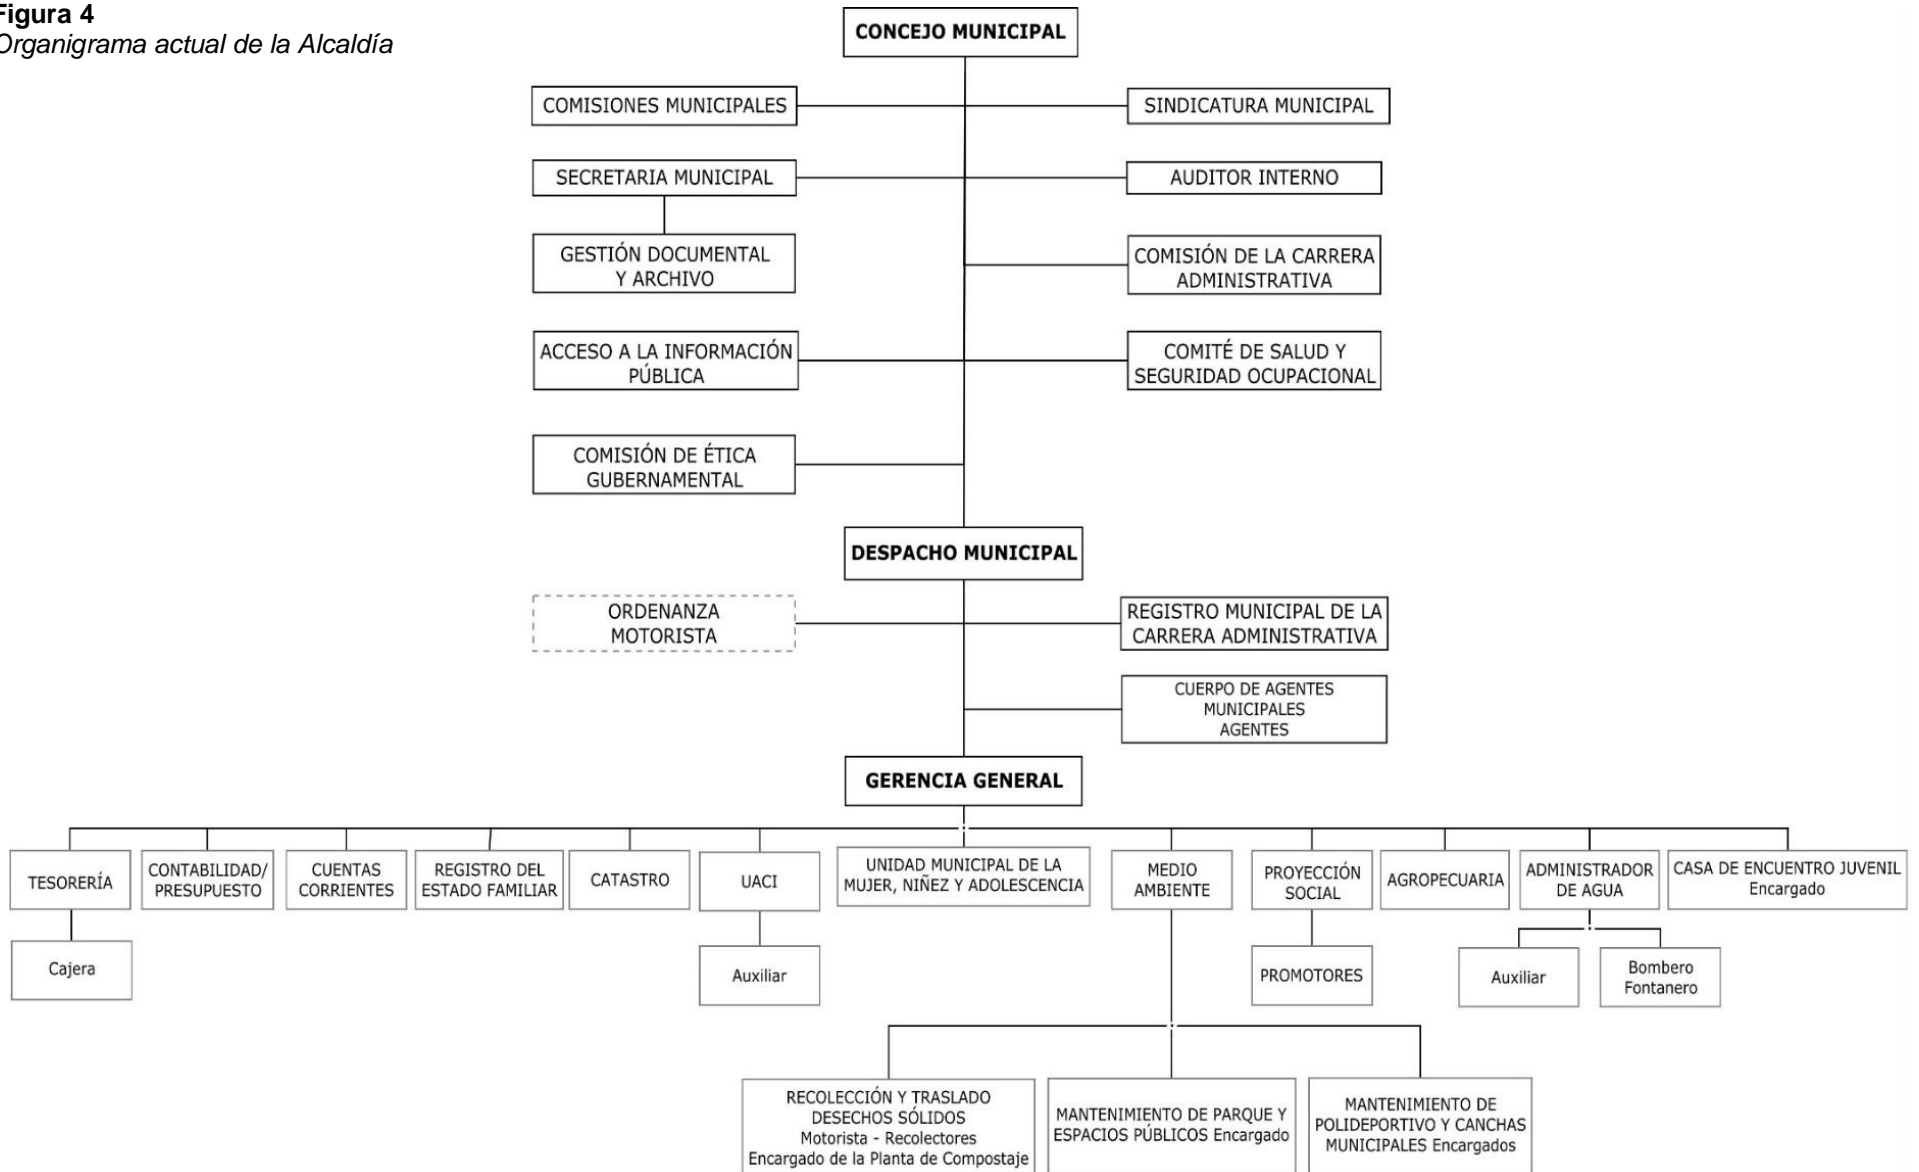 Figura 4
Organigrama actual de la Alcaldía
CONCEJO MUNICIPAL
COMISIONES MUNICIPALES
SINDICATURA MUNICIPAL
SECRETARIA MUNICIPAL
AUDITOR INTERNO
GESTIÓN DOCUMENTAL
Y ARCHIVO
COMISIÓN DE LA CARRERA
ADMINISTRATIVA
ACCESO A LA INFORMACIÓN
PÚBLICA
COMITÉ DE SALUD Y
SEGURIDAD OCUPACIONAL
COMISIÓN DE ÉTICA
GUBERNAMENTAL
DESPACHO MUNICIPAL
ORDENANZA
MOTORISTA
REGISTRO MUNICIPAL DE LA
CARRERA ADMINISTRATIVA
CUERPO DE AGENTES
MUNICIPALES
AGENTES
GERENCIA GENERAL
TESORERÍA
CONTABILIDAD/
PRESUPUESTO
CUENTAS
CORRIENTES
REGISTRO DEL
ESTADO FAMILIAR
CATASTRO
UACI
UNIDAD MUNICIPAL DE LA
MUJER, NIÑEZ Y ADOLESCENCIA
MEDIO
AMBIENTE
PROYECCIÓN
SOCIAL
AGROPECUARIA
ADMINISTRADOR
DE AGUA
CASA DE ENCUENTRO JUVENIL
Encargado
Cajera
Auxiliar
PROMOTORES
Auxiliar
Bombero
Fontanero
RECOLECCIÓN Y TRASLADO
DESECHOS SÓLIDOS
Motorista - Recolectores
Encargado de la Planta de Compostaje
MANTENIMIENTO DE PARQUE Y
ESPACIOS PÚBLICOS Encargado
MANTENIMIENTO DE
POLIDEPORTIVO Y CANCHAS
MUNICIPALES Encargados